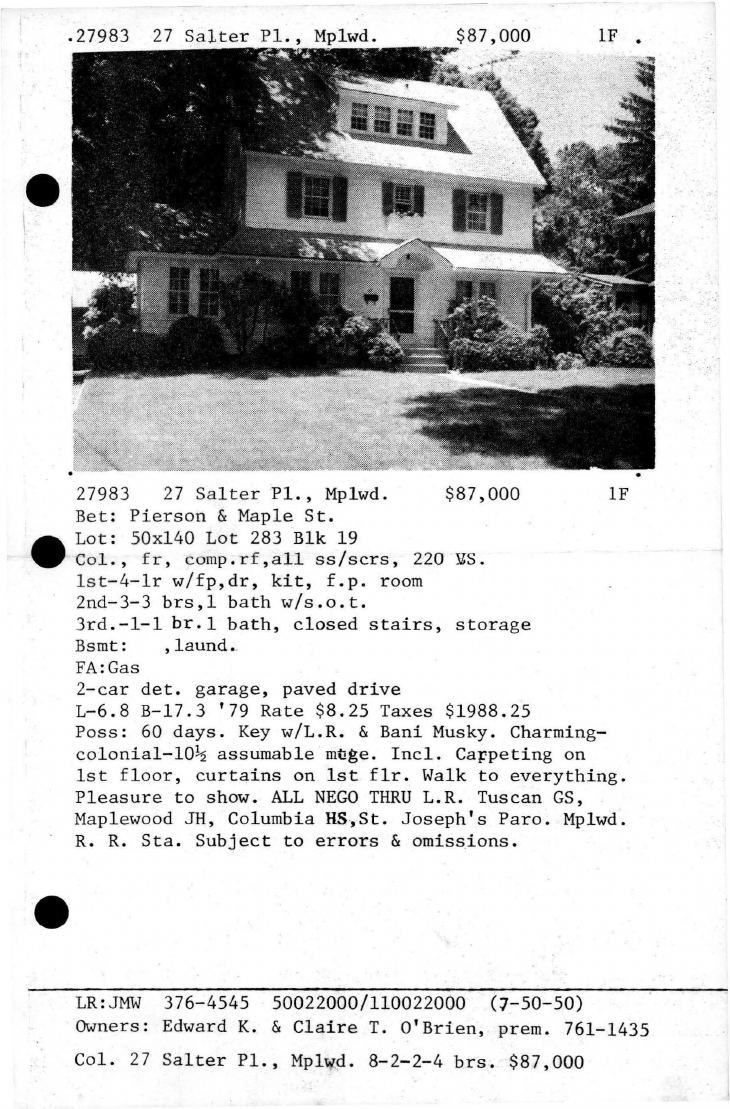 .27983 27 Salter Pl., Mplwd. $87,000 1F .
27983 27 Salter Pl., Mplwd. $87,000 1F
Bet: Pierson & Maple St.
Lot: 50x140 Lot 283 Blk 19
Col., fr, comp.rf,all ss/scrs, 220 WS.
1st-4-lr w/fp,dr, kit, f.p. room
2nd-3-3 brs,1 bath w/s.o.t.
3rd.-1-1 br.1 bath, closed stairs, storage
Bsmt: ,laund.
FA:Gas
2-car det. garage, paved drive
L-6.8 B-17.3 '79 Rate $8.25 Taxes $1988.25
Poss: 60 days. Key w/L.R. & Bani Musky. Charming-
colonial-10½ assumable mtge. Incl. Carpeting on
1st floor, curtains on 1st flr. Walk to everything.
Pleasure to show. ALL NEGO THRU L.R. Tuscan GS,
Maplewood JH, Columbia HS,St. Joseph's Paro. Mplwd.
R. R. Sta. Subject to errors & omissions.
LR:JMW 376-4545 50022000/110022000 (7-50-50)
Owners: Edward K. & Claire T. O'Brien, prem. 761-1435
Col. 27 Salter Pl., Mplwd. 8-2-2-4 brs. $87,000